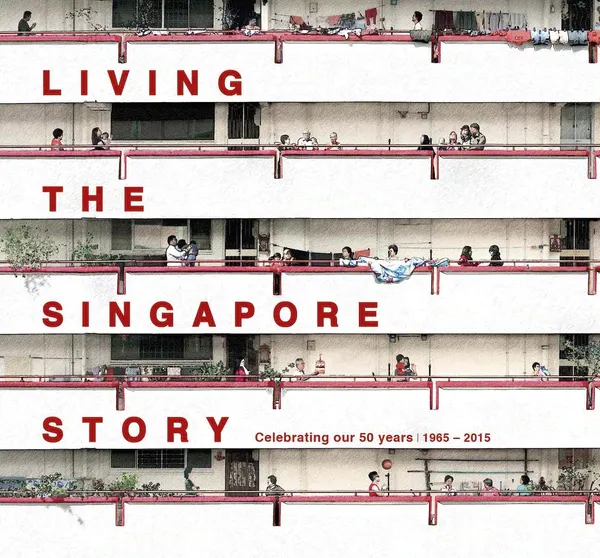 LIVING
THE
SINGAPORE
STORY
Celebrating our 50 years | 1965 – 2015